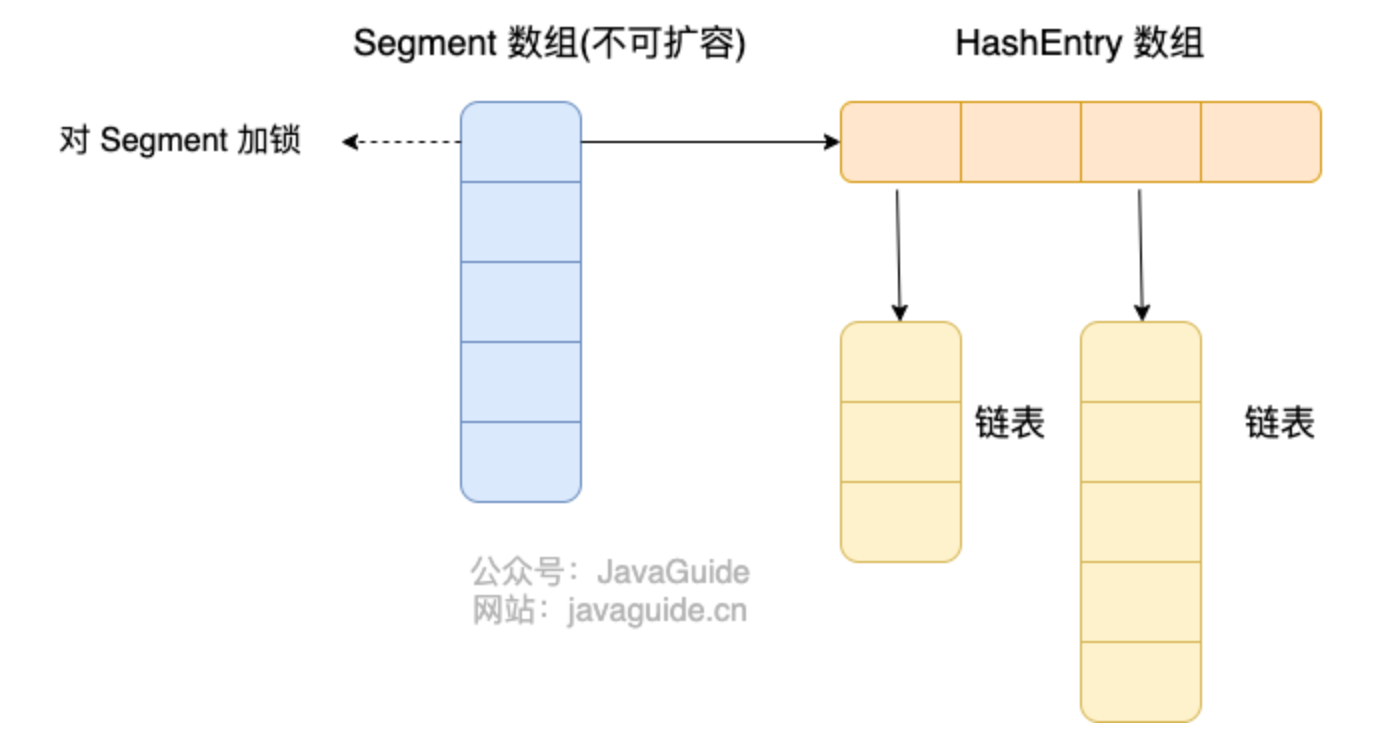 Segment 数组(不可扩容)
HashEntry 数组
对 Segment 加锁
链表
链表
公众号：JavaGuide
网站：javaguide.cn